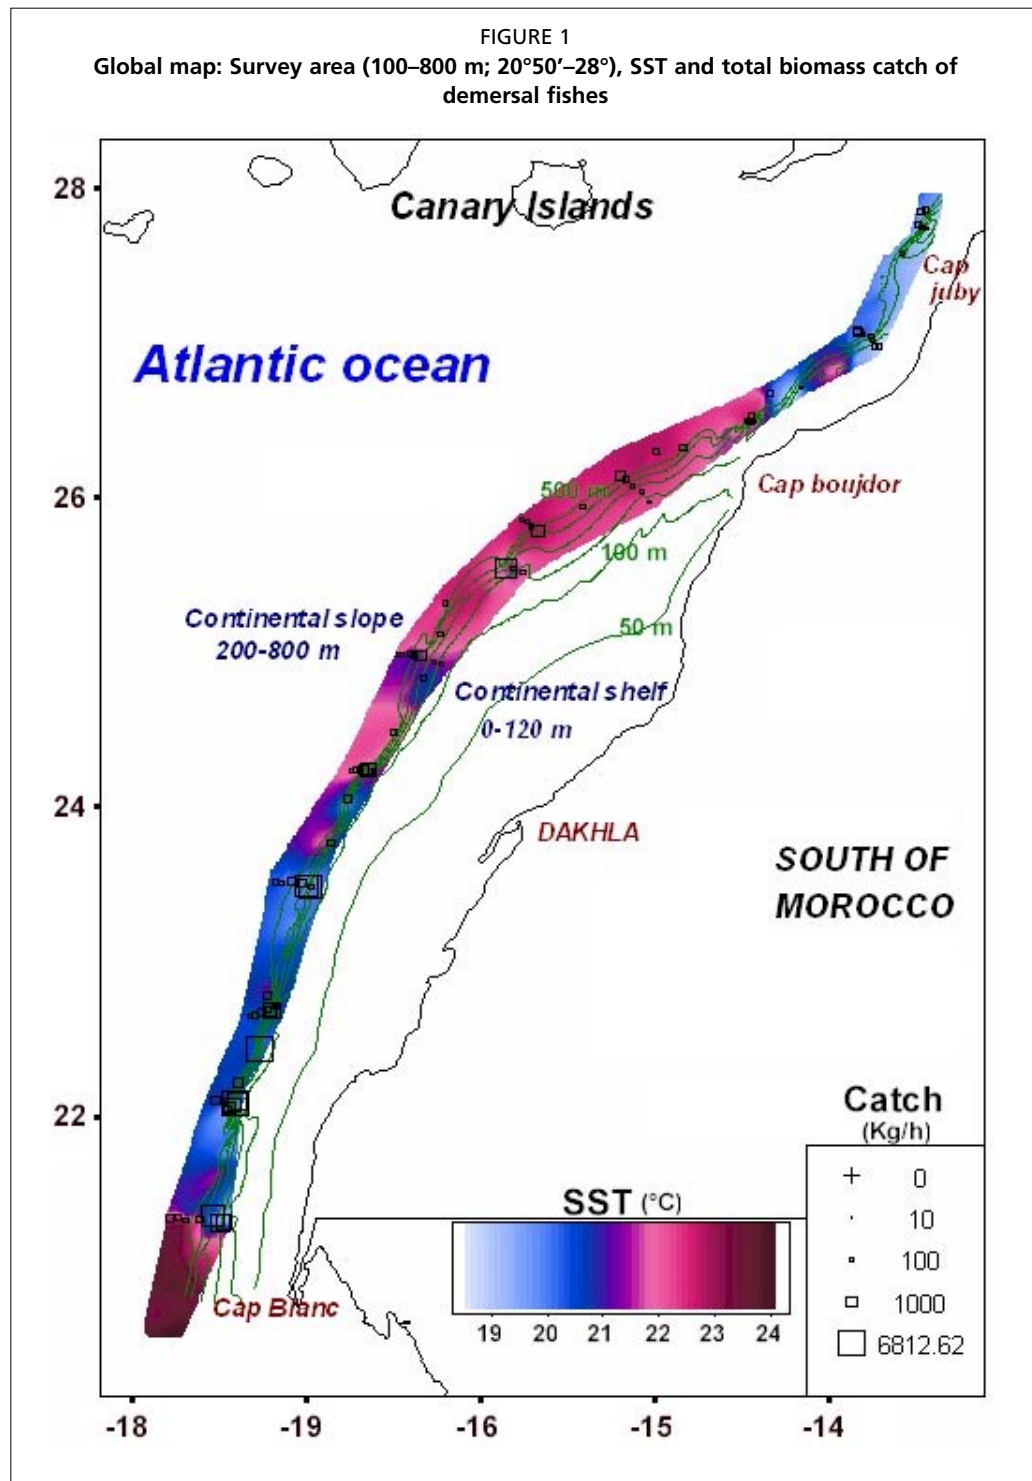 FIGURE 1
Global map: Survey area (100–800 m; 20°50’–28°), SST and total biomass catch of
demersal fishes
28
Canary Islands
Cap
juby
Atlantic ocean
26
500 m
Cap boujdor
100 m
Continental slope
200-800 m
50 m
Continental shelf
0-120 m
24
DAKHLA
SOUTH OF
MOROCCO
22
Catch
(Kg/h)
0
10
100
1000
6812.62
SST (°C)
19 20 21 22 23 24
Cap Blanc
-18 -19 -16 -15 -14